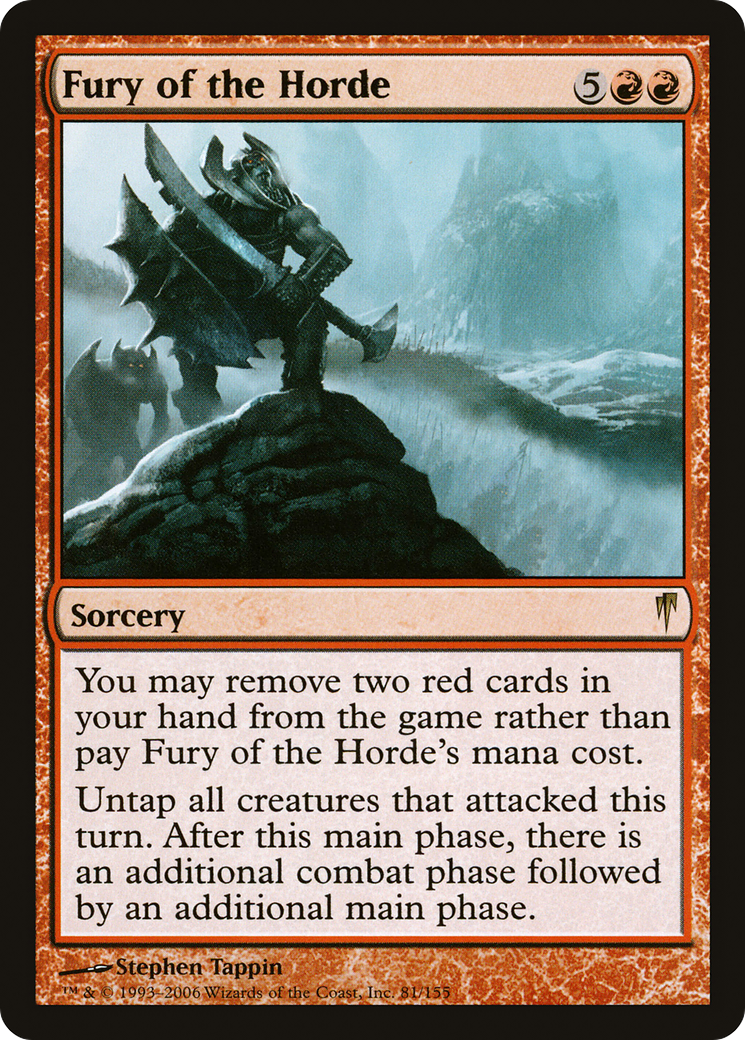 Fury of the Horde 5
Sorcery
You may remove two red cards in
your hand from the game rather than
pay Fury of the Horde's mana cost.
Untap all creatures that attacked this
turn. After this main phase, there is
an additional combat phase followed
by an additional main phase.
Stephen Tappin
™ & © 1993–2006 Wizards of the Coast, Inc. 81/155